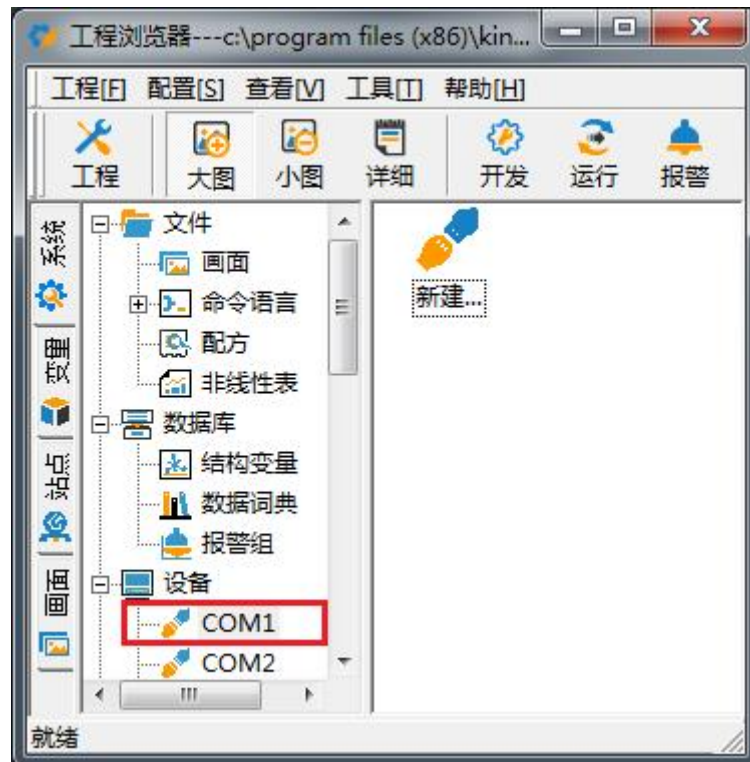 工程浏览器---c:\program files (x86)\kin...
工程[F] 配置[S] 查看[V] 工具[T] 帮助[H]
工程 大图 小图 详细 开发 运行 报警
系统
变量
站点
画面
文件
画面
命令语言
配方
非线性表
数据库
结构变量
数据词典
报警组
设备
COM1
COM2
新建...
就绪